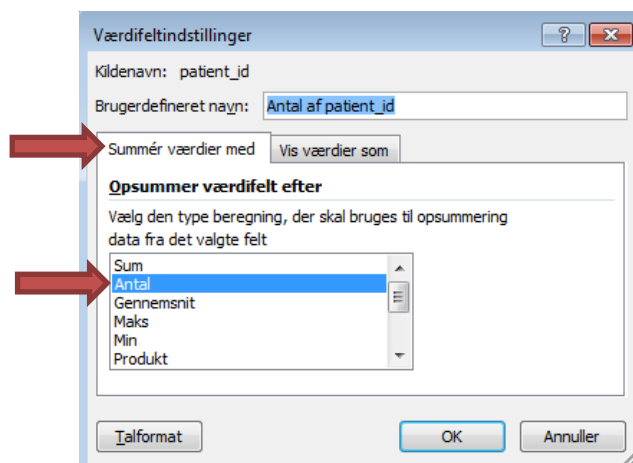 Værdifeltindstillinger
Kildenavn: patient_id
Brugerdefineret navn: Antal af patient_id
Summér værdier med Vis værdier som
Opsummer værdifelt efter
Vælg den type beregning, der skal bruges til opsummering
data fra det valgte felt
Sum
Antal
Gennemsnit
Maks
Min
Produkt
Talformat OK Annuller